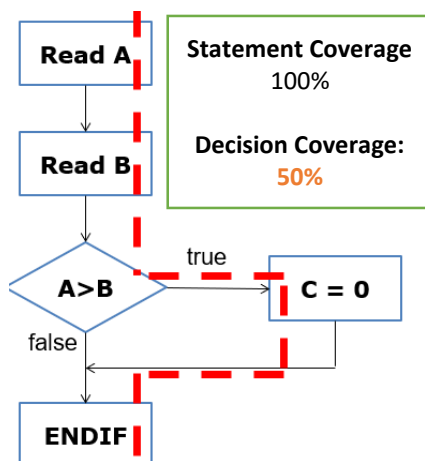 Read A
Statement Coverage
100%
Read B
Decision Coverage:
50%
true
A>B
C = 0
false
ENDIF